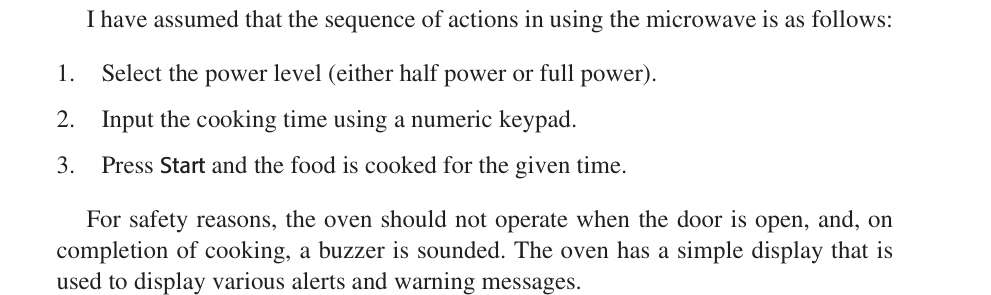 I have assumed that the sequence of actions in using the microwave is as follows:
1. Select the power level (either half power or full power).
2. Input the cooking time using a numeric keypad.
3. Press Start and the food is cooked for the given time.
For safety reasons, the oven should not operate when the door is open, and, on
completion of cooking, a buzzer is sounded. The oven has a simple display that is
used to display various alerts and warning messages.